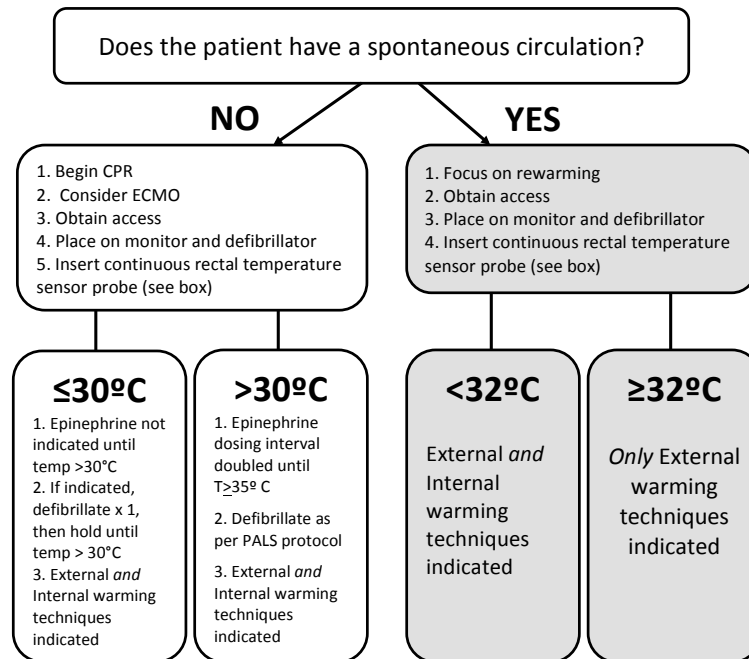 Does the patient have a spontaneous circulation?
NO
YES
1. Begin CPR
2. Consider ECMO
3. Obtain access
4. Place on monitor and defibrillator
5. Insert continuous rectal temperature
sensor probe (see box)
1. Focus on rewarming
2. Obtain access
3. Place on monitor and defibrillator
4. Insert continuous rectal temperature
sensor probe (see box)
≤30ºC
1. Epinephrine not
indicated until
temp >30°C
2. If indicated,
defibrillate x 1,
then hold until
temp > 30°C
3. External and
Internal warming
techniques
indicated
>30ºC
1. Epinephrine
dosing interval
doubled until
T≥35º C
2. Defibrillate as
per PALS protocol
3. External and
Internal warming
techniques
indicated
<32ºC
External and
Internal
warming
techniques
indicated
≥32ºC
Only External
warming
techniques
indicated